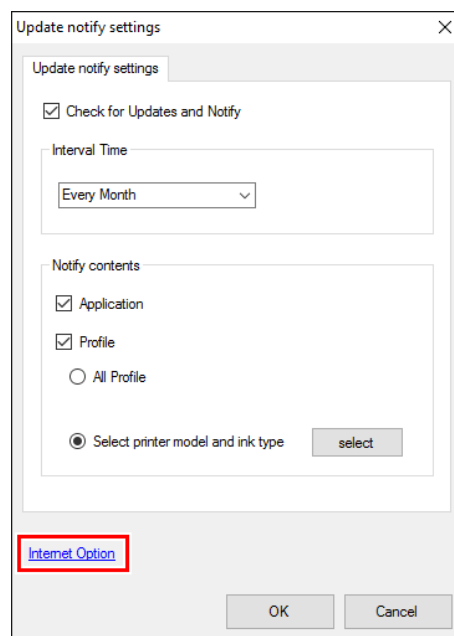 Update notify settings
Update notify settings
Check for Updates and Notify
Interval Time
Every Month
Notify contents
Application
Profile
All Profile
Select printer model and ink type
select
Internet Option
OK
Cancel